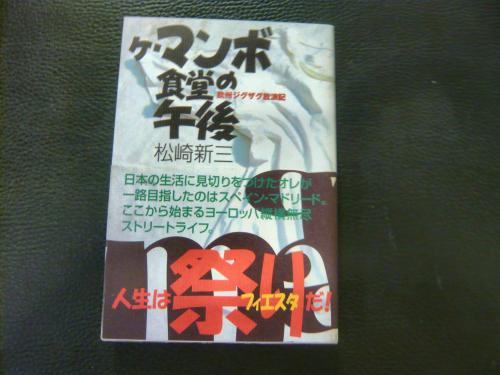 ケ・マンボ
食堂の
欧州ジグザグ放浪記
午後
松崎新三
日本の生活に見切りをつけたオレが
一路目指したのはスペイン・マドリード。
ここから始まるヨーロッパ縦横無尽
ストリートライフ。
人生は祭りだ!
フィエスタ